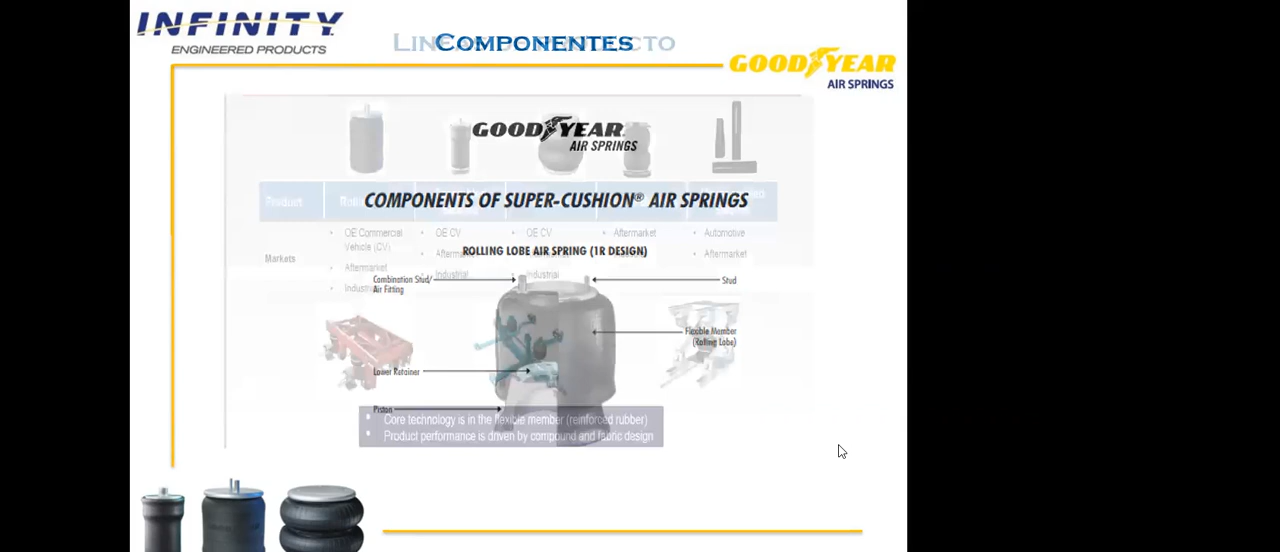 INFINITY
ENGINEERED PRODUCTS
COMPONENTES
GOODYEAR
AIR SPRINGS
GOODYEAR
AIR SPRINGS
COMPONENTS OF SUPER-CUSHION® AIR SPRINGS
Product
ROLLING LOBE AIR SPRING (1R DESIGN)
Markets
• OE Commercial Vehicle (CV)
• OE CV
• OE CV
• Aftermarket
• Automotive
• Aftermarket
• Aftermarket
• Industrial
• Industrial
Combination Stud/
Air Fitting
Stud
Flexible Member
(Rolling Lobe)
Lower Retainer
Piston
• Core technology is in the flexible member (reinforced rubber)
• Product performance is driven by compound and fabric design